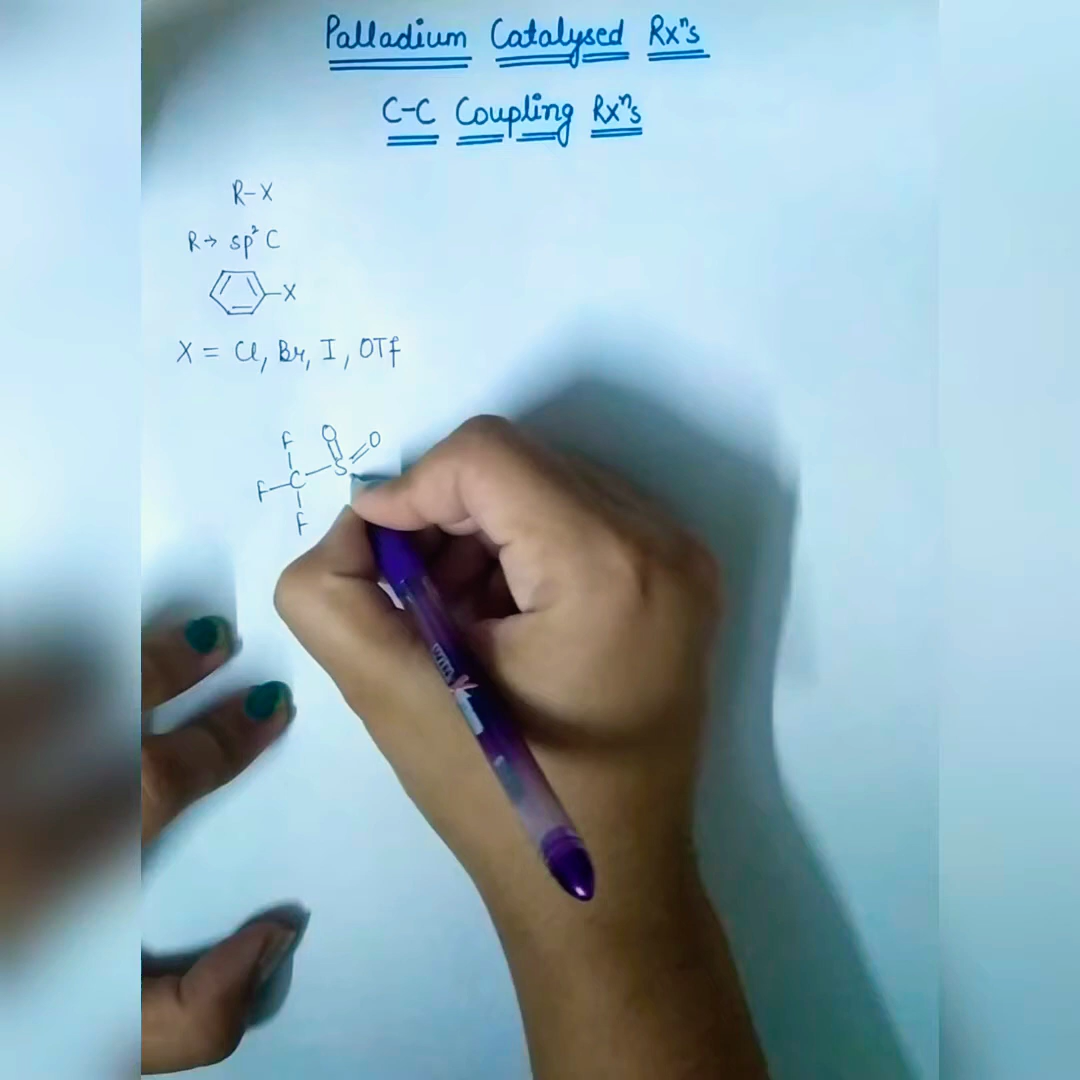 Palladium Catalysed Rxⁿs
C-C Coupling Rxⁿs
R-X
R→ sp² C
-X
X = Cl, Br, I, OTf
F O O
F-C-S
F